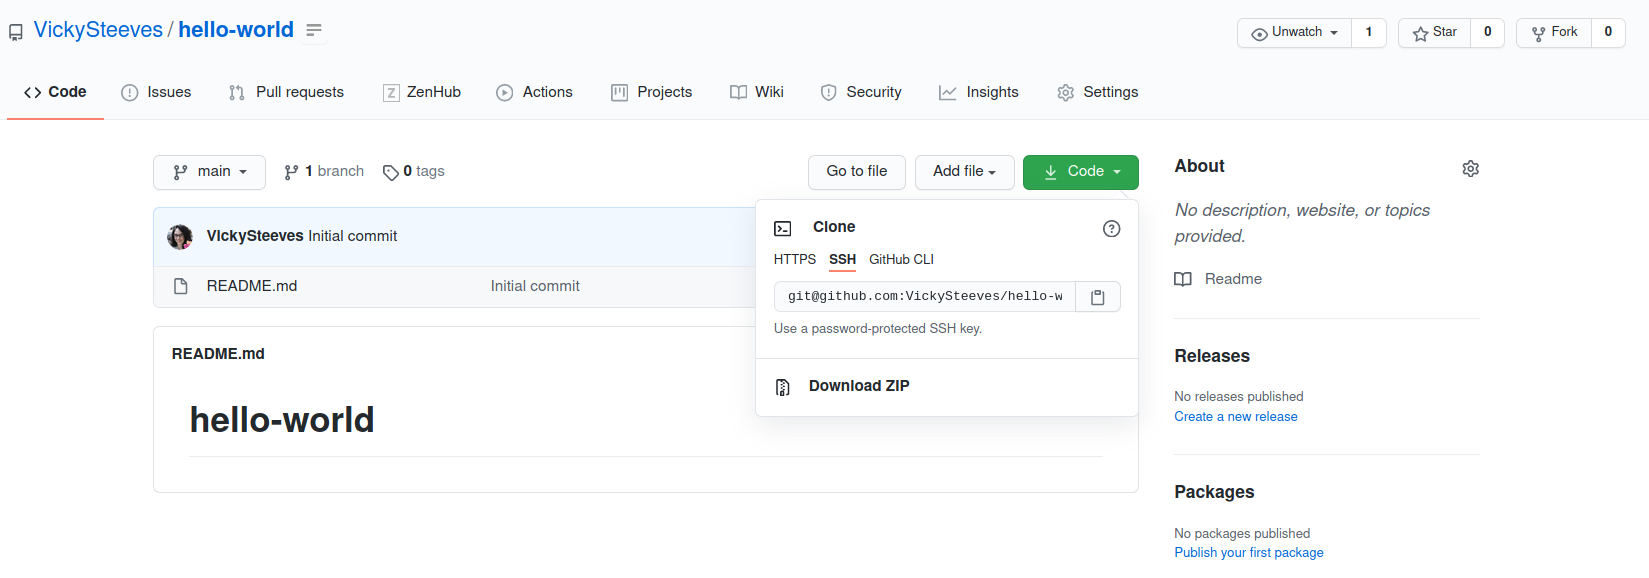 VickySteeves / hello-world
Unwatch 1 Star 0 Fork 0
Code Issues Pull requests ZenHub Actions Projects Wiki Security Insights Settings
main 1 branch 0 tags Go to file Add file Code
VickySteeves Initial commit
README.md Initial commit
README.md
hello-world
Clone
HTTPS SSH GitHub CLI
git@github.com:VickySteeves/hello-w
Use a password-protected SSH key.
Download ZIP
About
No description, website, or topics
provided.
Readme
Releases
No releases published
Create a new release
Packages
No packages published
Publish your first package